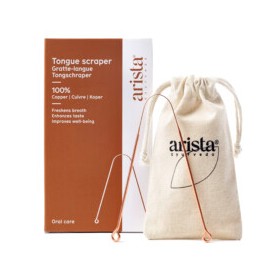 Tongue scraper
Gratte-langue
Tongschraper
100%
Copper | Cuivre | Koper
Freshens breath
Enhances taste
Improves well-being
Oral care
arista
arista
ayurveda